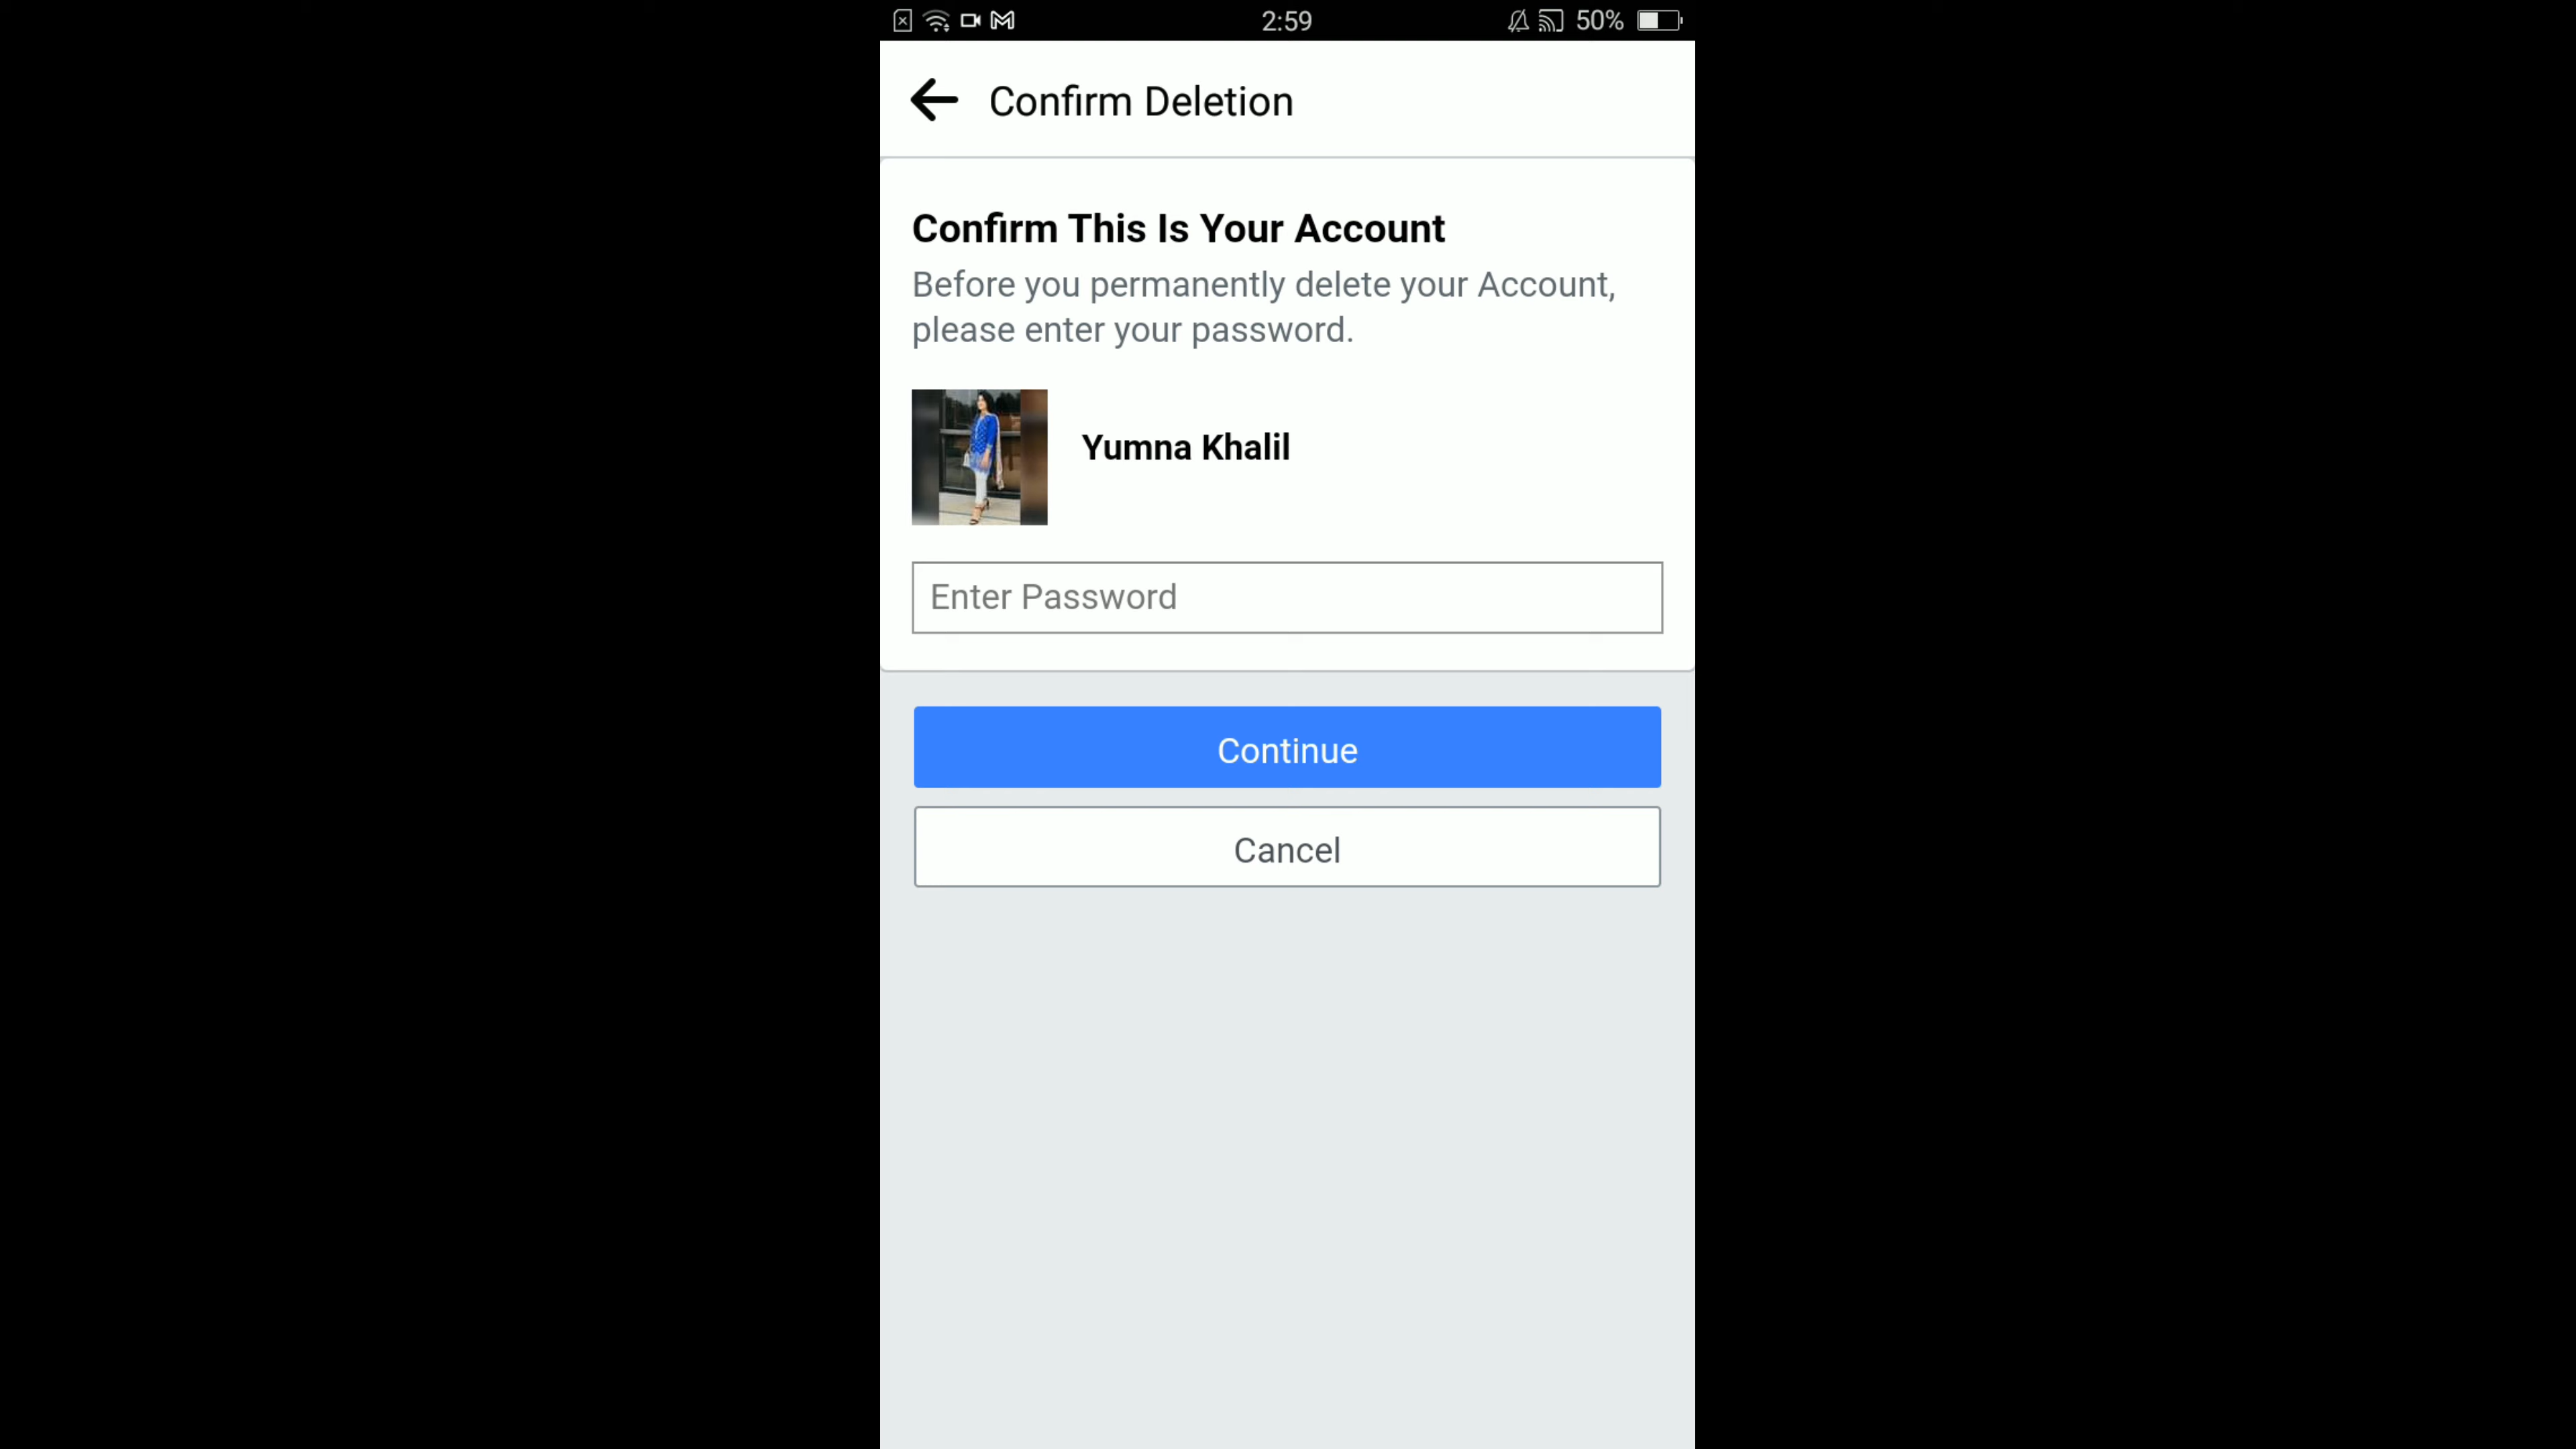 2:59
50%
Confirm Deletion
Confirm This Is Your Account
Before you permanently delete your Account,
please enter your password.
Yumna Khalil
Enter Password
Continue
Cancel